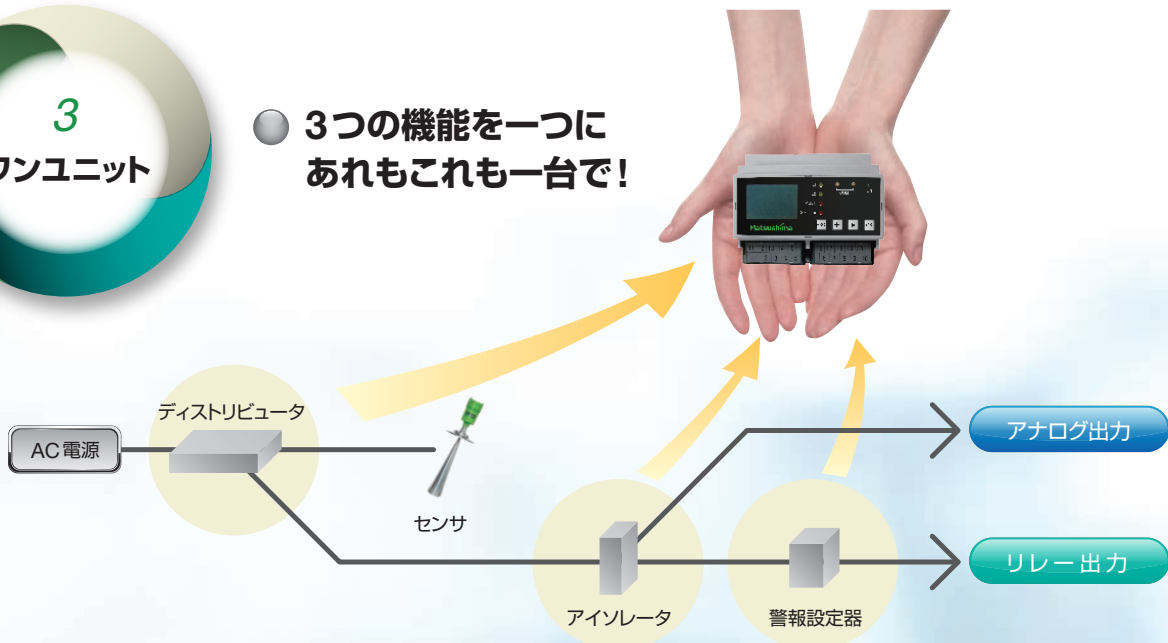 3
ワンユニット
3つの機能を一つに
あれもこれも一台で!
Matsushima
ディストリビュータ
AC電源
センサ
アイソレータ
警報設定器
アナログ出力
リレー出力